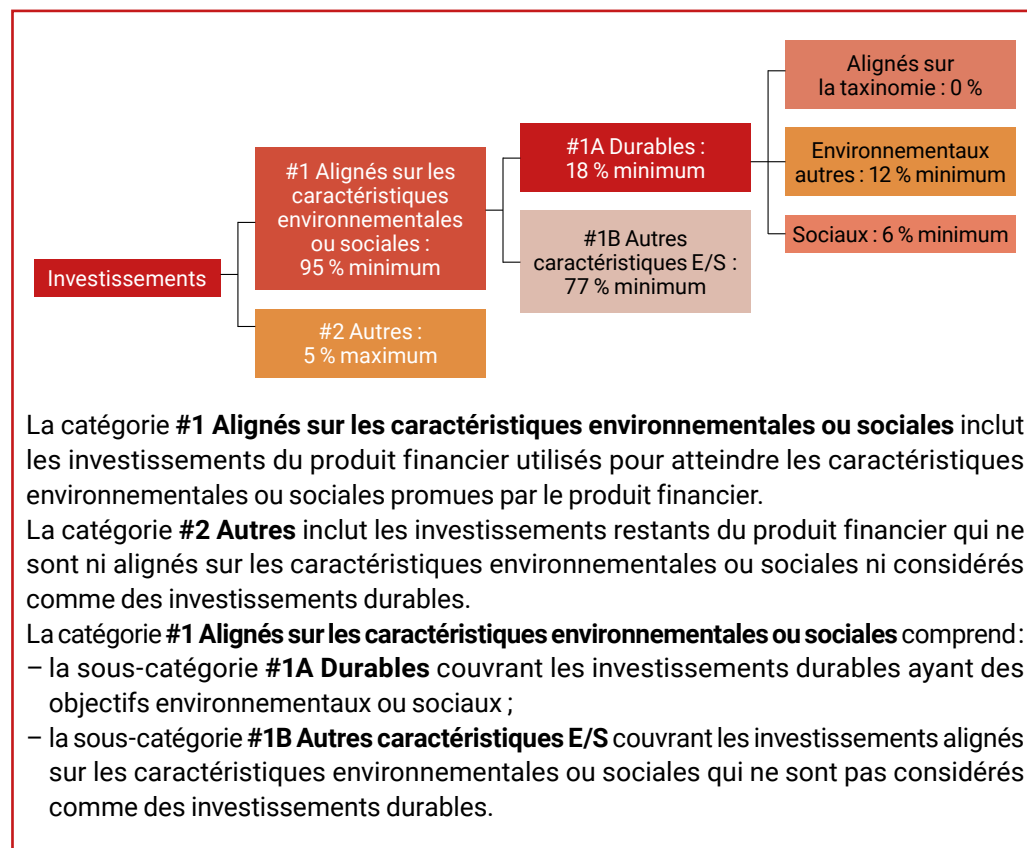 Investissements
#1 Alignés sur les
caractéristiques
environnementales
ou sociales :
95 % minimum
#2 Autres :
5 % maximum
#1A Durables :
18 % minimum
#1B Autres
caractéristiques E/S :
77 % minimum
Alignés sur
la taxinomie : 0 %
Environnementaux
autres : 12 % minimum
Sociaux : 6 % minimum
La catégorie #1 Alignés sur les caractéristiques environnementales ou sociales inclut
les investissements du produit financier utilisés pour atteindre les caractéristiques
environnementales ou sociales promues par le produit financier.
La catégorie #2 Autres inclut les investissements restants du produit financier qui ne
sont ni alignés sur les caractéristiques environnementales ou sociales ni considérés
comme des investissements durables.
La catégorie #1 Alignés sur les caractéristiques environnementales ou sociales comprend :
– la sous-catégorie #1A Durables couvrant les investissements durables ayant des
objectifs environnementaux ou sociaux ;
– la sous-catégorie #1B Autres caractéristiques E/S couvrant les investissements alignés
sur les caractéristiques environnementales ou sociales qui ne sont pas considérés
comme des investissements durables.